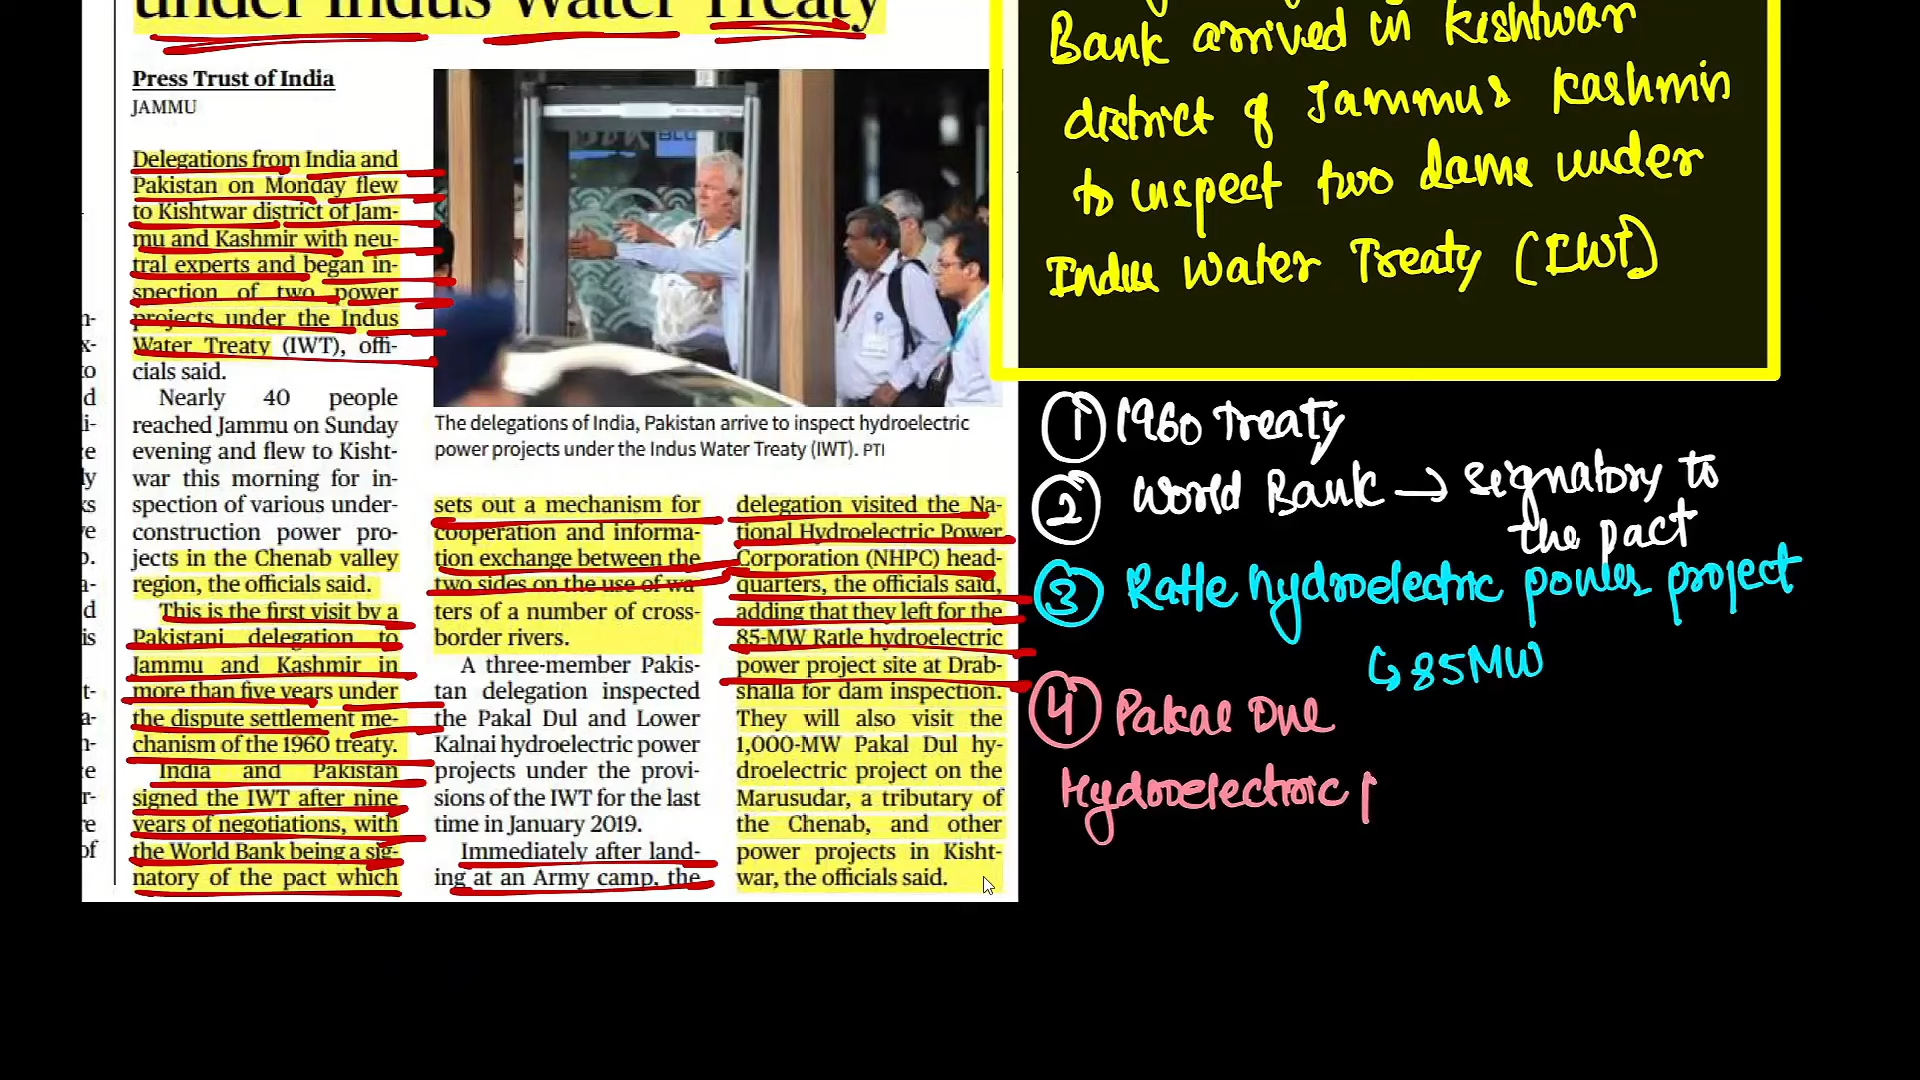 under Indus Water Treaty
Press Trust of India
JAMMU
Delegations from India and
Pakistan on Monday flew
to Kishtwar district of Jam-
mu and Kashmir with neu-
tral experts and began in-
spection of two power
projects under the Indus
Water Treaty (IWT), offi-
cials said.
Nearly 40 people
reached Jammu on Sunday
evening and flew to Kisht-
war this morning for in-
spection of various under-
construction power pro-
jects in the Chenab valley
region, the officials said.
This is the first visit by a
Pakistani delegation to
Jammu and Kashmir in
more than five years under
the dispute settlement me-
chanism of the 1960 treaty.
India and Pakistan
signed the IWT after nine
years of negotiations, with
the World Bank being a sig-
natory of the pact which
The delegations of India, Pakistan arrive to inspect hydroelectric
power projects under the Indus Water Treaty (IWT). PTI
sets out a mechanism for
cooperation and informa-
tion exchange between the
two sides on the use of wa-
ters of a number of cross-
border rivers.
A three-member Pakis-
tan delegation inspected
the Pakal Dul and Lower
Kalnai hydroelectric power
projects under the provi-
sions of the IWT for the last
time in January 2019.
Immediately after land-
ing at an Army camp, the
delegation visited the Na-
tional Hydroelectric Power
Corporation (NHPC) head-
quarters, the officials said,
adding that they left for the
85-MW Ratle hydroelectric
power project site at Drab-
shalla for dam inspection.
They will also visit the
1,000-MW Pakal Dul hy-
droelectric project on the
Marusudar, a tributary of
the Chenab, and other
power projects in Kisht-
war, the officials said.
Bank arrived in Kishtwar
district of Jammu & Kashmir
to inspect two dams under
Indus Water Treaty (IWT)
① 1960 Treaty
② World Bank → signatory to
the pact
③ Ratle hydroelectric power project
↳ 85MW
④ Pakal Dul
Hydroelectric p